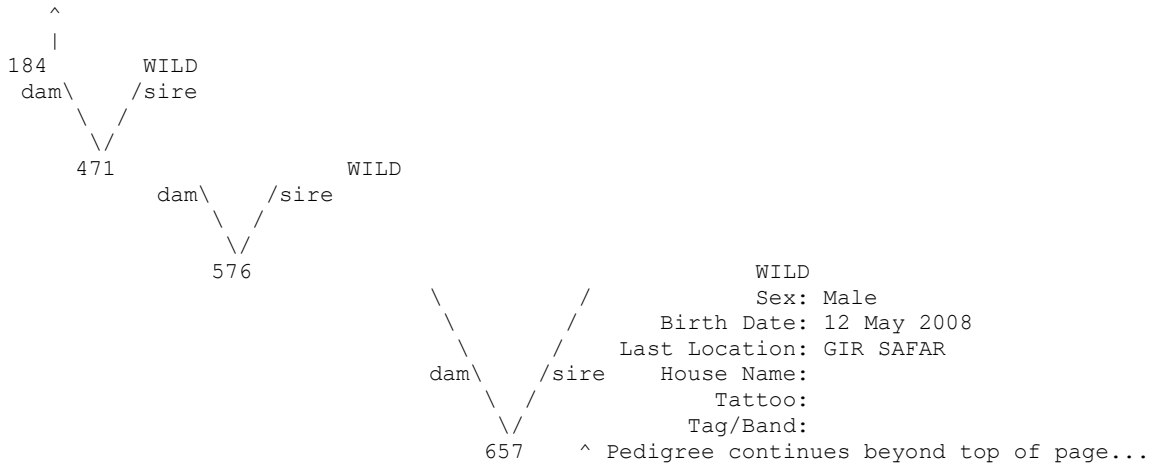 ^
|
184 WILD
dam\ /sire
\ /
\/
471 WILD
dam\ /sire
\ /
\/
576 WILD
\ / Sex: Male
\ / Birth Date: 12 May 2008
\ / Last Location: GIR SAFAR
dam\ /sire House Name:
\ / Tattoo:
\/ Tag/Band:
657 ^ Pedigree continues beyond top of page...